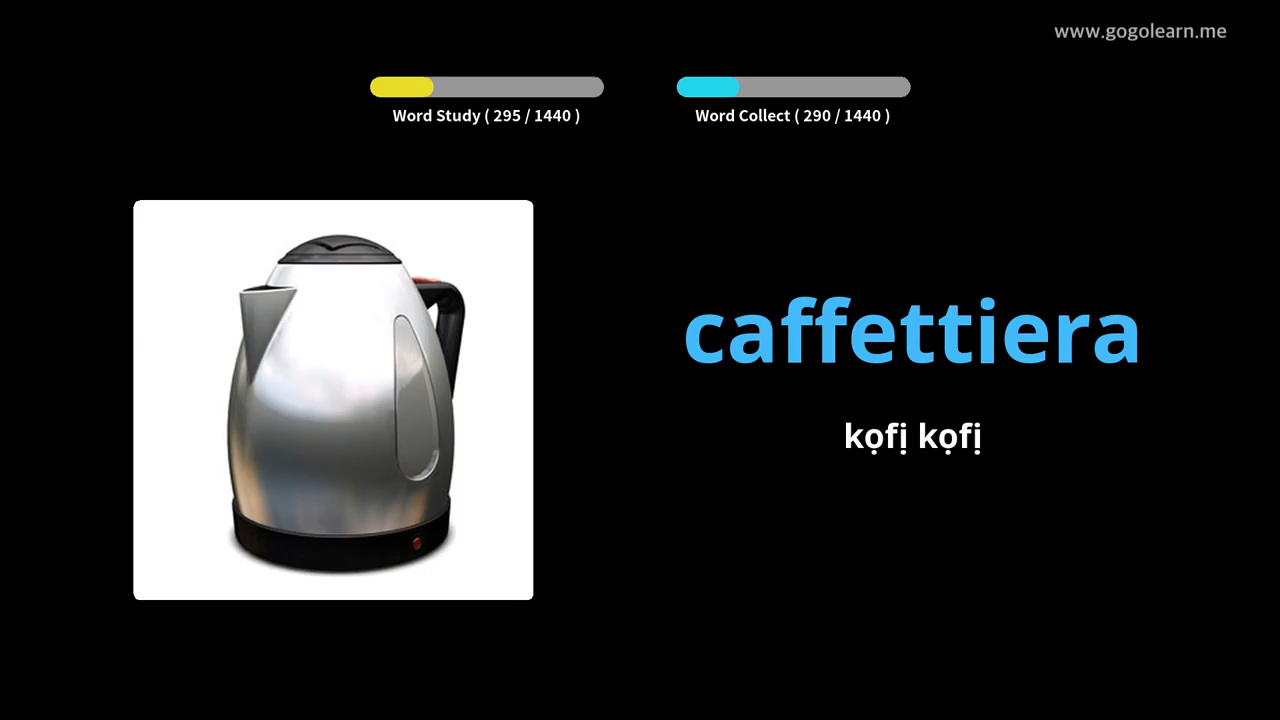 www.gogolearn.me
Word Study ( 295 / 1440 )
Word Collect ( 290 / 1440 )
caffettiera
kọfị kọfị